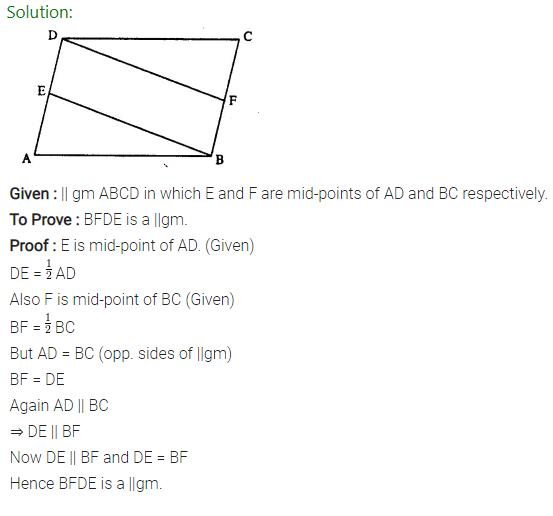 Solution:
D
C
E
F
A
B
Given : || gm ABCD in which E and F are mid-points of AD and BC respectively.
To Prove : BFDE is a ||gm.
Proof : E is mid-point of AD. (Given)
DE = 1/2 AD
Also F is mid-point of BC (Given)
BF = 1/2 BC
But AD = BC (opp. sides of ||gm)
BF = DE
Again AD || BC
⇒ DE || BF
Now DE || BF and DE = BF
Hence BFDE is a ||gm.